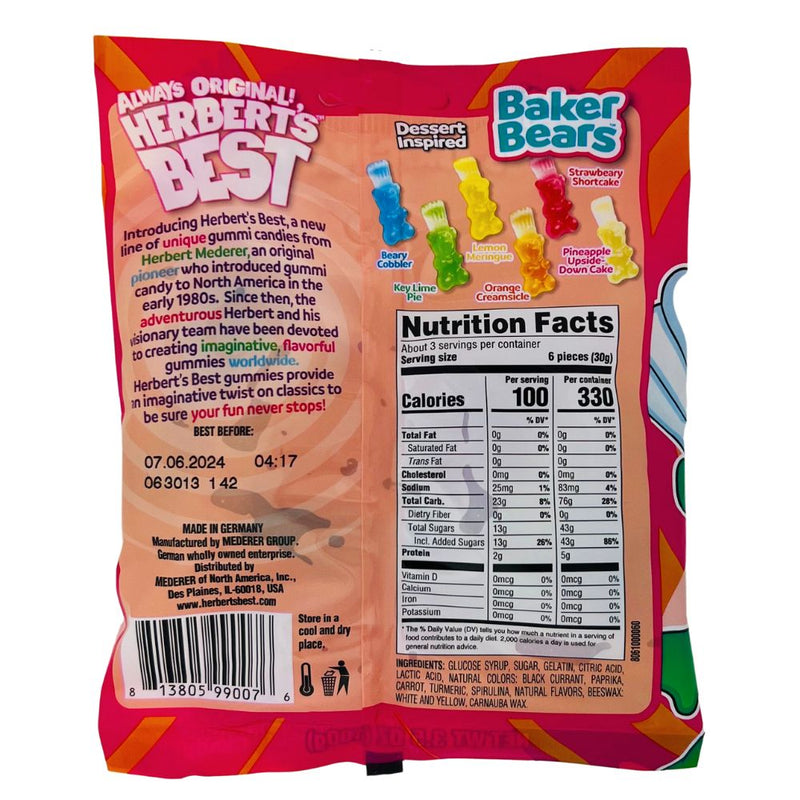 ALWAYS ORIGINAL!,
HERBERT'S™
BEST
Introducing Herbert's Best, a new
line of unique gummi candies from
Herbert Mederer, an original
pioneer who introduced gummi
candy to North America in the
early 1980s. Since then, the
adventurous Herbert and his
visionary team have been devoted
to creating imaginative, flavorful
gummies worldwide.
Herbert's Best gummies provide
an imaginative twist on classics to
be sure your fun never stops!
BEST BEFORE:
07.06.2024 04:17
063013 142
MADE IN GERMANY
Manufactured by MEDERER GROUP.
German wholly owned enterprise.
Distributed by
MEDERER of North America, Inc.,
Des Plaines, IL-60018, USA
www.herbertsbest.com
Store in a
cool and dry
place.
8 13805 99007 6
Dessert
Inspired
Baker
Bears
Strawbeary
Shortcake
Beary
Cobbler
Lemon
Meringue
Pineapple
Upside-
Down Cake
Key Lime
Pie
Orange
Creamsicle
Nutrition Facts
About 3 servings per container
Serving size 6 pieces (30g)
Per serving Per container
Calories 100 330
% DV* % DV*
Total Fat 0g 0% 0g 0%
Saturated Fat 0g 0% 0g 0%
Trans Fat 0g 0g
Cholesterol 0mg 0% 0mg 0%
Sodium 25mg 1% 83mg 4%
Total Carb. 23g 8% 76g 28%
Dietry Fiber 0g 0% 0g 0%
Total Sugars 13g 43g
Incl. Added Sugars 13g 26% 43g 86%
Protein 2g 5g
Vitamin D 0mcg 0% 0mcg 0%
Calcium 0mcg 0% 0mcg 0%
Iron 0mcg 0% 0mcg 0%
Potassium 0mcg 0% 0mcg 0%
* The % Daily Value (DV) tells you how much a nutrient in a serving of
food contributes to a daily diet. 2,000 calories a day is used for
general nutrition advice.
8061000060
INGREDIENTS: GLUCOSE SYRUP, SUGAR, GELATIN, CITRIC ACID,
LACTIC ACID, NATURAL COLORS: BLACK CURRANT, PAPRIKA,
CARROT, TURMERIC, SPIRULINA, NATURAL FLAVORS, BEESWAX:
WHITE AND YELLOW, CARNAUBA WAX.